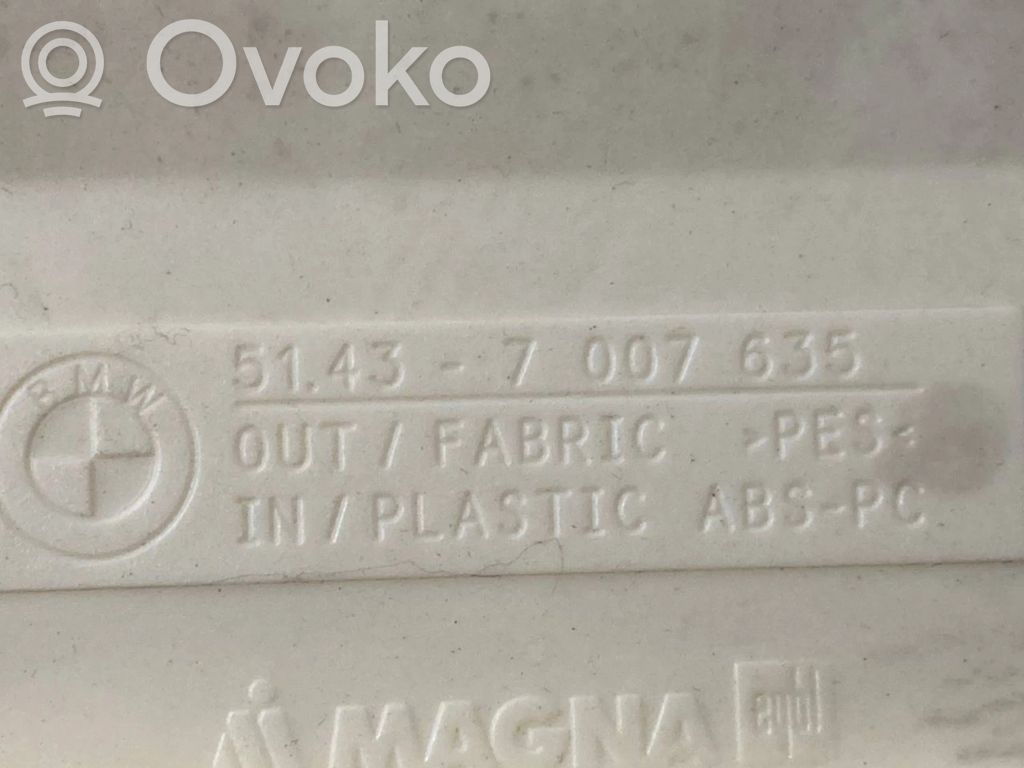 Ovoko
BMW
51.43 - 7 007 635
OUT / FABRIC >PES<
IN / PLASTIC ABS-PC
MAGNA